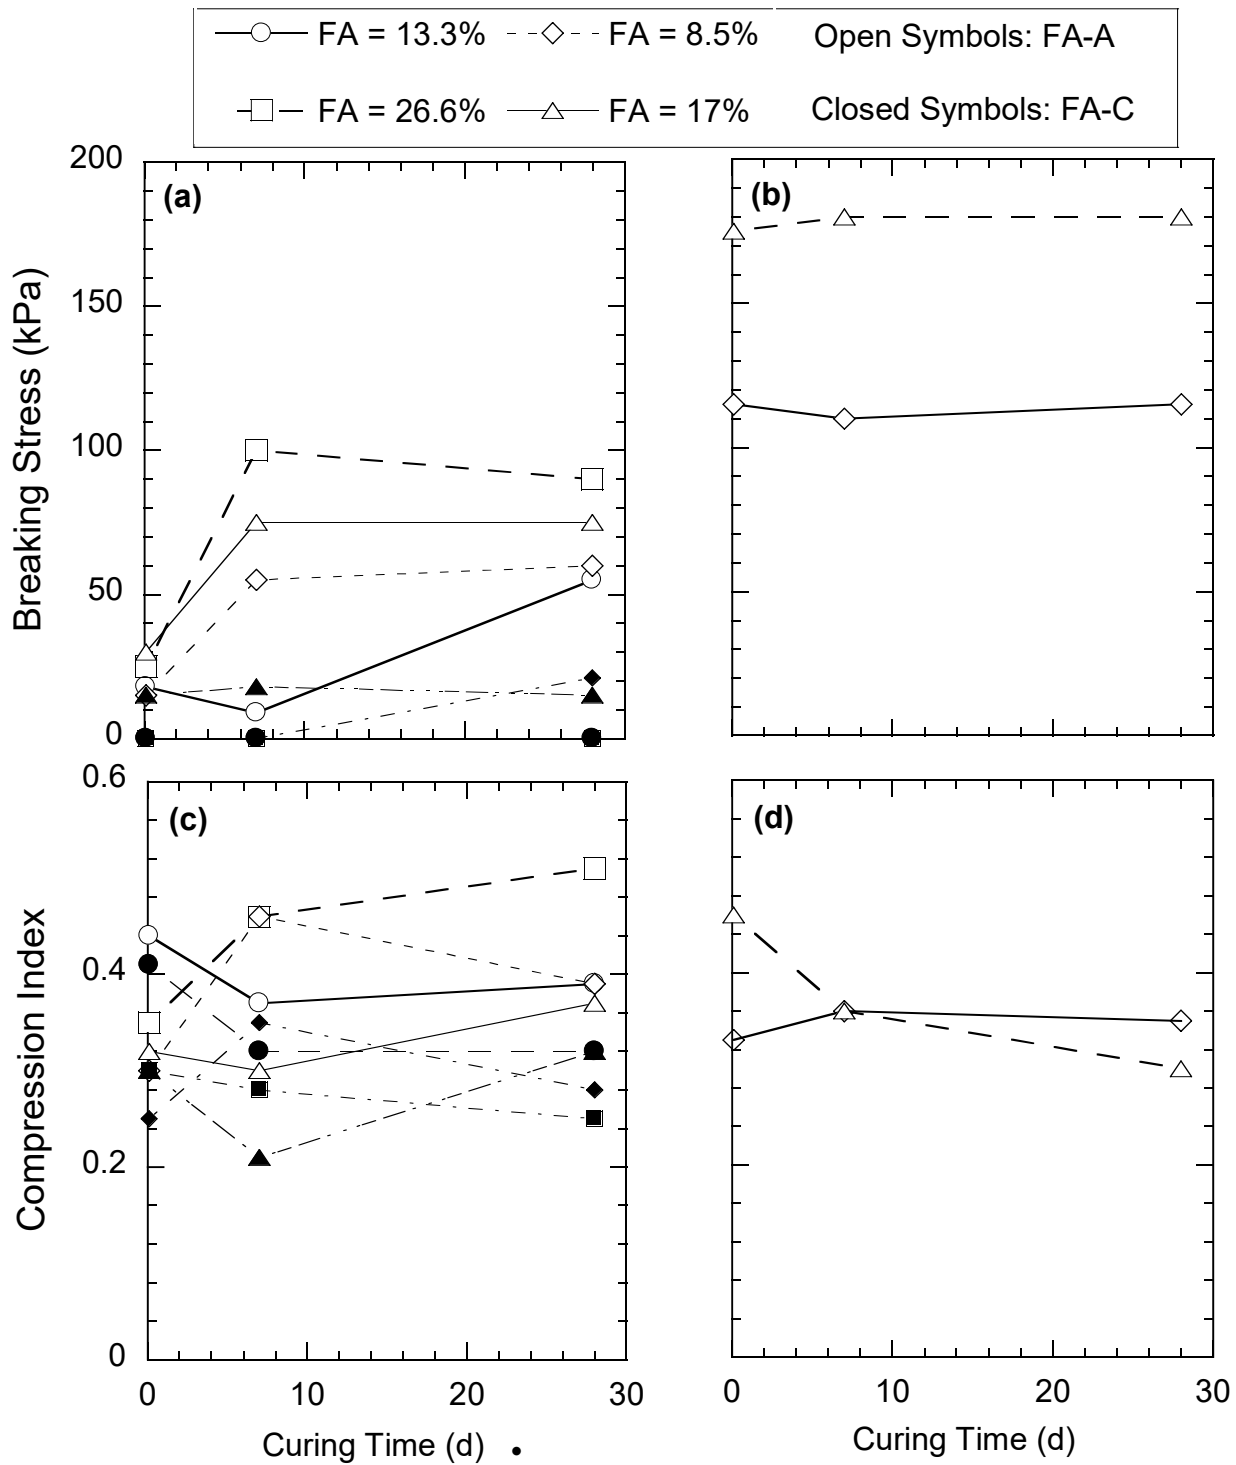 FA = 13.3% FA = 8.5% Open Symbols: FA-A
FA = 26.6% FA = 17% Closed Symbols: FA-C
200
(a)
(b)
150
100
50
0
Breaking Stress (kPa)
0.6
(c)
(d)
0.4
0.2
0
Compression Index
0 10 20 30
0 10 20 30
Curing Time (d)
Curing Time (d)